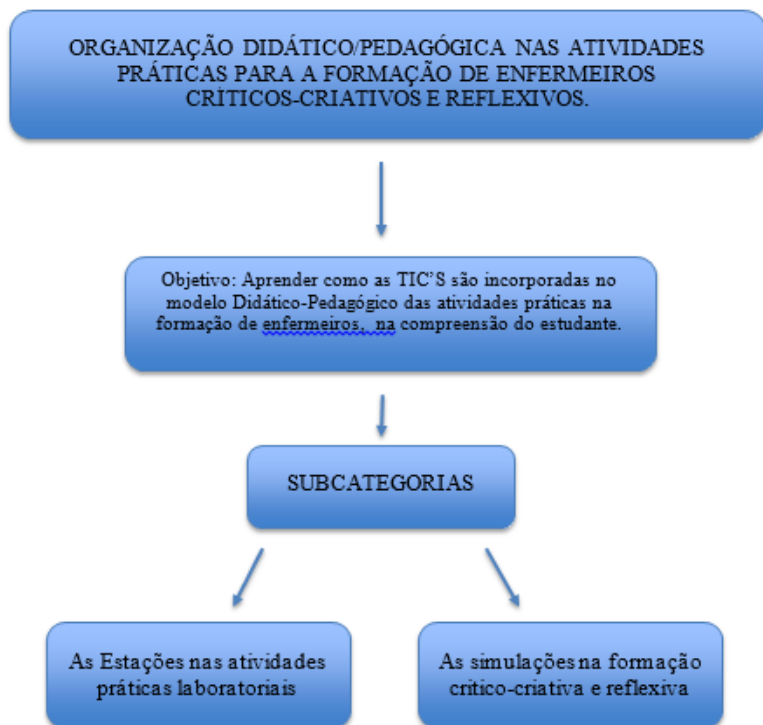 ORGANIZAÇÃO DIDÁTICO/PEDAGÓGICA NAS ATIVIDADES
PRÁTICAS PARA A FORMAÇÃO DE ENFERMEIROS
CRÍTICOS-CRIATIVOS E REFLEXIVOS.
Objetivo: Aprender como as TIC’S são incorporadas no
modelo Didático-Pedagógico das atividades práticas na
formação de enfermeiros, na compreensão do estudante.
SUBCATEGORIAS
As Estações nas atividades
práticas laboratoriais
As simulações na formação
critico-criativa e reflexiva